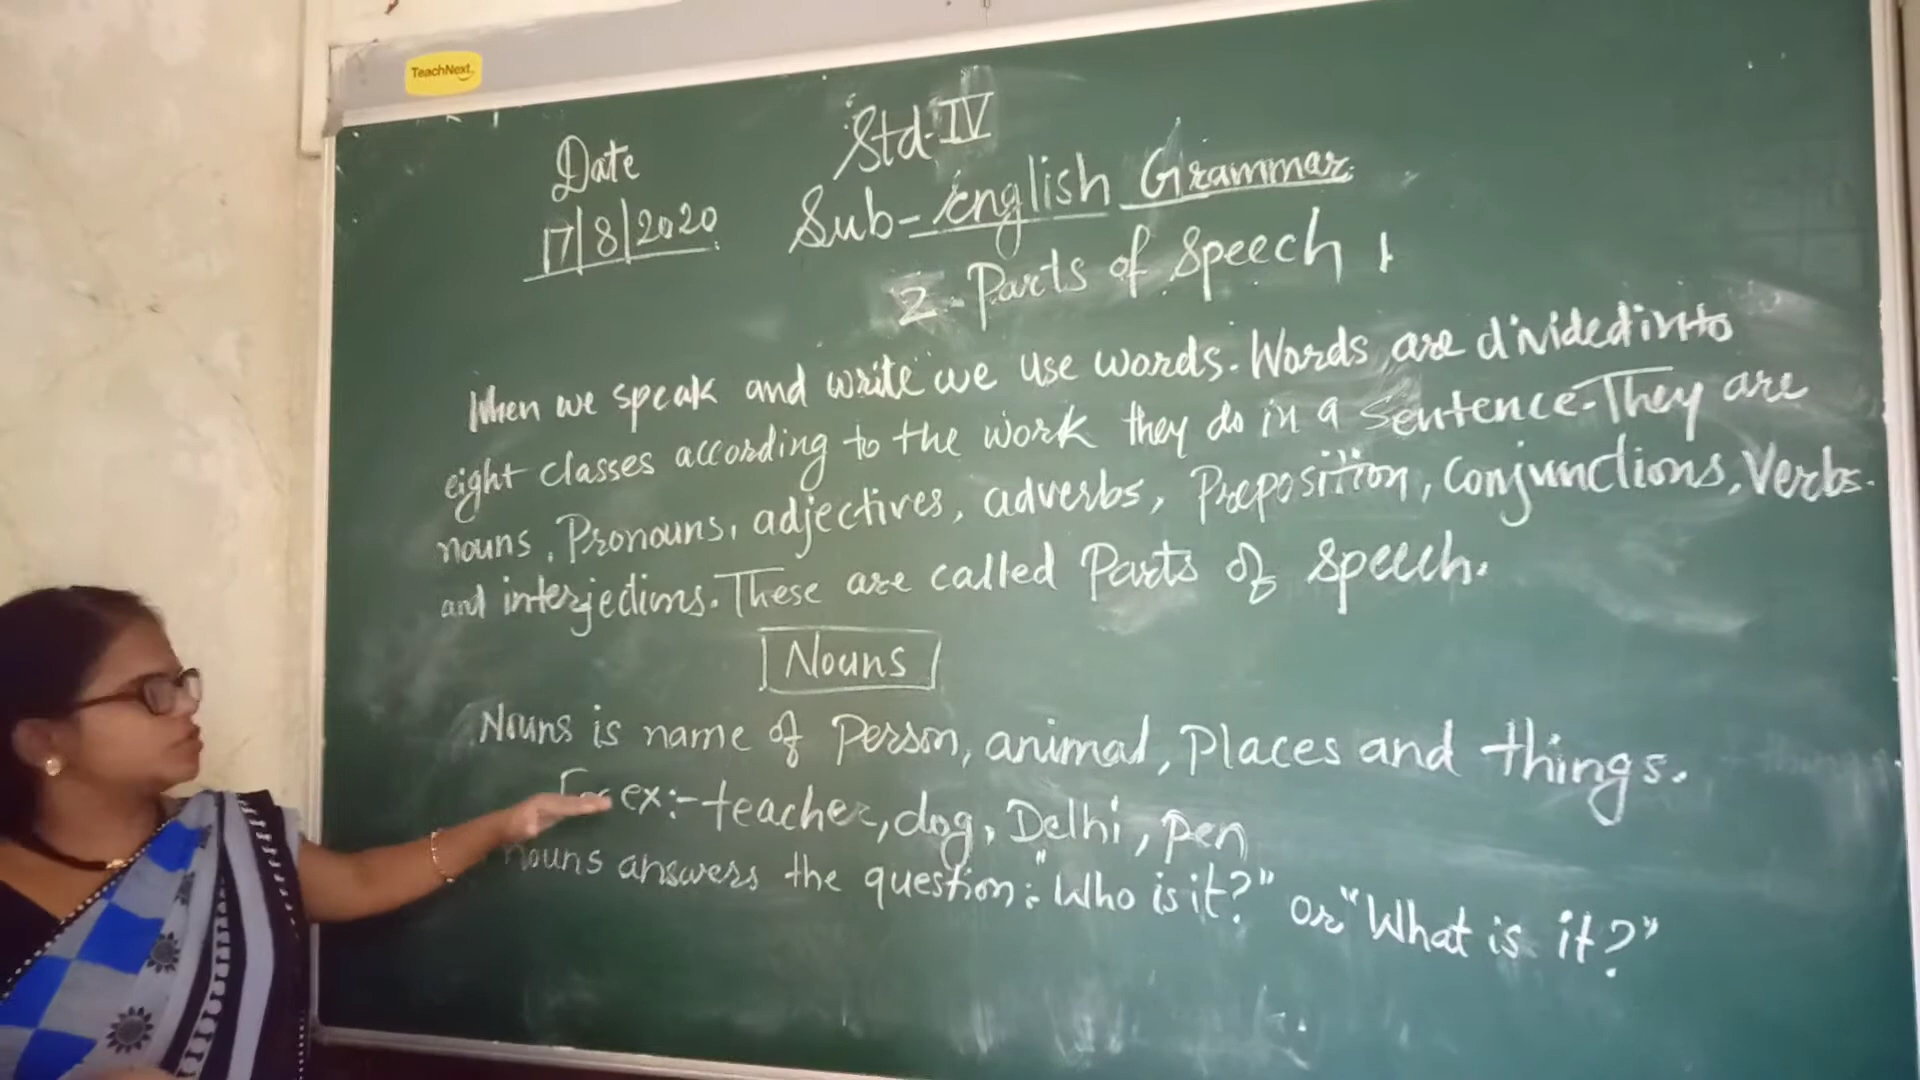 TeachNext
Std-IV
Date
17/8/2020
Sub-English Grammar
2-Parts of Speech
When we speak and write we use words. Words are divided into
eight classes according to the work they do in a sentence. They are
nouns, Pronouns, adjectives, adverbs, Preposition, Conjunctions, Verbs.
and interjections. These are called Parts of speech.
Nouns
Nouns is name of Person, animal, Places and things.
For ex:- teacher, dog, Delhi, pen
nouns answers the question:- "Who is it?" or "What is it?"